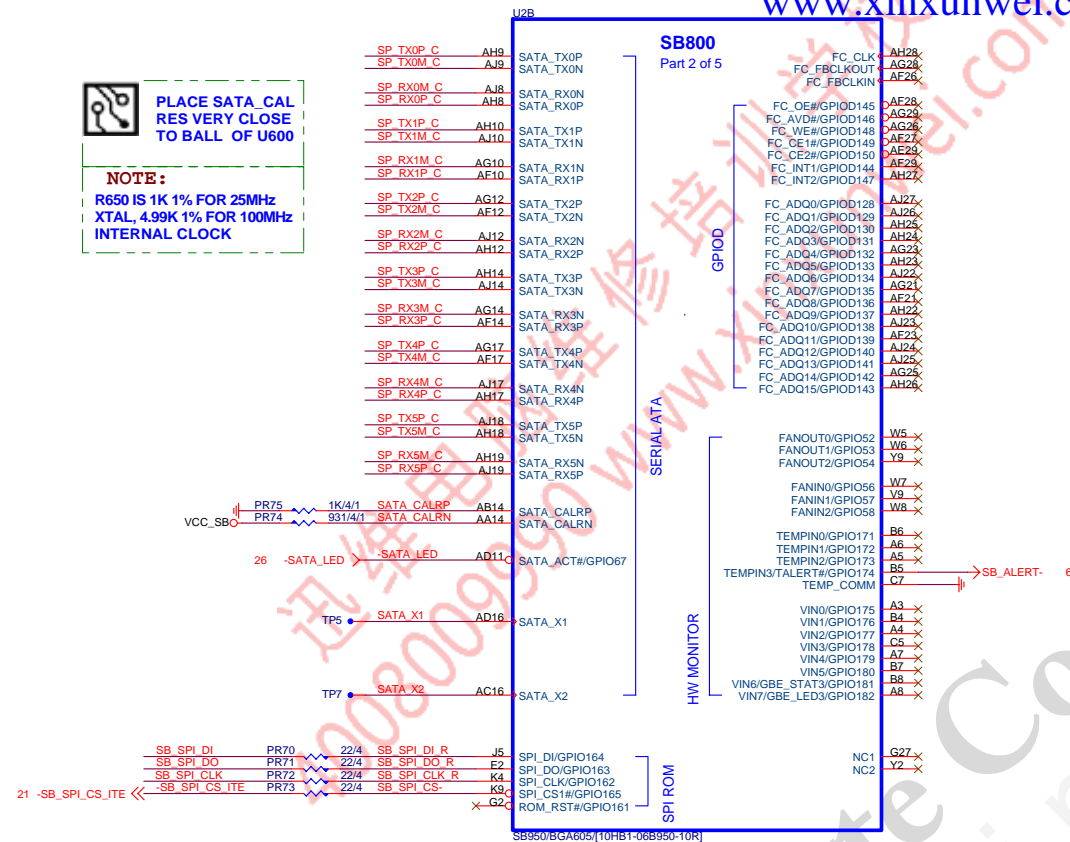 www.xmxunwei.c
U2B
SB800
Part 2 of 5
PLACE SATA_CAL
RES VERY CLOSE
TO BALL OF U600
NOTE:
R650 IS 1K 1% FOR 25MHz
XTAL, 4.99K 1% FOR 100MHz
INTERNAL CLOCK
SP_TX0P_C AH9 SATA_TX0P
SP_TX0M_C AJ9 SATA_TX0N
SP_RX0M_C AJ8 SATA_RX0N
SP_RX0P_C AH8 SATA_RX0P
SP_TX1P_C AH10 SATA_TX1P
SP_TX1M_C AJ10 SATA_TX1N
SP_RX1M_C AG10 SATA_RX1N
SP_RX1P_C AF10 SATA_RX1P
SP_TX2P_C AG12 SATA_TX2P
SP_TX2M_C AF12 SATA_TX2N
SP_RX2M_C AJ12 SATA_RX2N
SP_RX2P_C AH12 SATA_RX2P
SP_TX3P_C AH14 SATA_TX3P
SP_TX3M_C AJ14 SATA_TX3N
SP_RX3M_C AG14 SATA_RX3N
SP_RX3P_C AF14 SATA_RX3P
SP_TX4P_C AG17 SATA_TX4P
SP_TX4M_C AF17 SATA_TX4N
SP_RX4M_C AJ17 SATA_RX4N
SP_RX4P_C AH17 SATA_RX4P
SP_TX5P_C AJ18 SATA_TX5P
SP_TX5M_C AH18 SATA_TX5N
SP_RX5M_C AH19 SATA_RX5N
SP_RX5P_C AJ19 SATA_RX5P
PR75 1K/4/1 SATA_CALRP AB14 SATA_CALRP
VCC_SB PR74 931/4/1 SATA_CALRN AA14 SATA_CALRN
26 -SATA_LED -SATA_LED AD11 SATA_ACT#/GPIO67
TP5 SATA_X1 AD16 SATA_X1
TP7 SATA_X2 AC16 SATA_X2
SB_SPI_DI PR70 22/4 SB_SPI_DI_R J5 SPI_DI/GPIO164
SB_SPI_DO PR71 22/4 SB_SPI_DO_R E2 SPI_DO/GPIO163
SB_SPI_CLK PR72 22/4 SB_SPI_CLK_R K4 SPI_CLK/GPIO162
21 -SB_SPI_CS_ITE -SB_SPI_CS_ITE PR73 22/4 SB_SPI_CS- K9 SPI_CS1#/GPIO165
G2 ROM_RST#/GPIO161
SERIAL ATA
SPI ROM
GPIOD
HW MONITOR
FC_CLK AH28
FC_FBCLKOUT AG28
FC_FBCLKIN AF26
FC_OE#/GPIOD145 AF28
FC_AVD#/GPIOD146 AG29
FC_WE#/GPIOD148 AG26
FC_CE1#/GPIOD149 AF27
FC_CE2#/GPIOD150 AE29
FC_INT1/GPIOD144 AF29
FC_INT2/GPIOD147 AH27
FC_ADQ0/GPIOD128 AJ27
FC_ADQ1/GPIOD129 AJ26
FC_ADQ2/GPIOD130 AH25
FC_ADQ3/GPIOD131 AH24
FC_ADQ4/GPIOD132 AG23
FC_ADQ5/GPIOD133 AH23
FC_ADQ6/GPIOD134 AJ22
FC_ADQ7/GPIOD135 AG21
FC_ADQ8/GPIOD136 AF21
FC_ADQ9/GPIOD137 AH22
FC_ADQ10/GPIOD138 AJ23
FC_ADQ11/GPIOD139 AF23
FC_ADQ12/GPIOD140 AJ24
FC_ADQ13/GPIOD141 AJ25
FC_ADQ14/GPIOD142 AG25
FC_ADQ15/GPIOD143 AH26
FANOUT0/GPIO52 W5
FANOUT1/GPIO53 W6
FANOUT2/GPIO54 Y9
FANIN0/GPIO56 W7
FANIN1/GPIO57 V9
FANIN2/GPIO58 W8
TEMPIN0/GPIO171 B6
TEMPIN1/GPIO172 A6
TEMPIN2/GPIO173 A5
TEMPIN3/TALERT#/GPIO174 B5 SB_ALERT- 6
TEMP_COMM C7
VIN0/GPIO175 A3
VIN1/GPIO176 B4
VIN2/GPIO177 A4
VIN3/GPIO178 C5
VIN4/GPIO179 A7
VIN5/GPIO180 B7
VIN6/GBE_STAT3/GPIO181 B8
VIN7/GBE_LED3/GPIO182 A8
NC1 G27
NC2 Y2
SB950/BGA605/[10HB1-06B950-10R]
迅维电脑维修培训学校
4008009990 www.xinxunwei.com